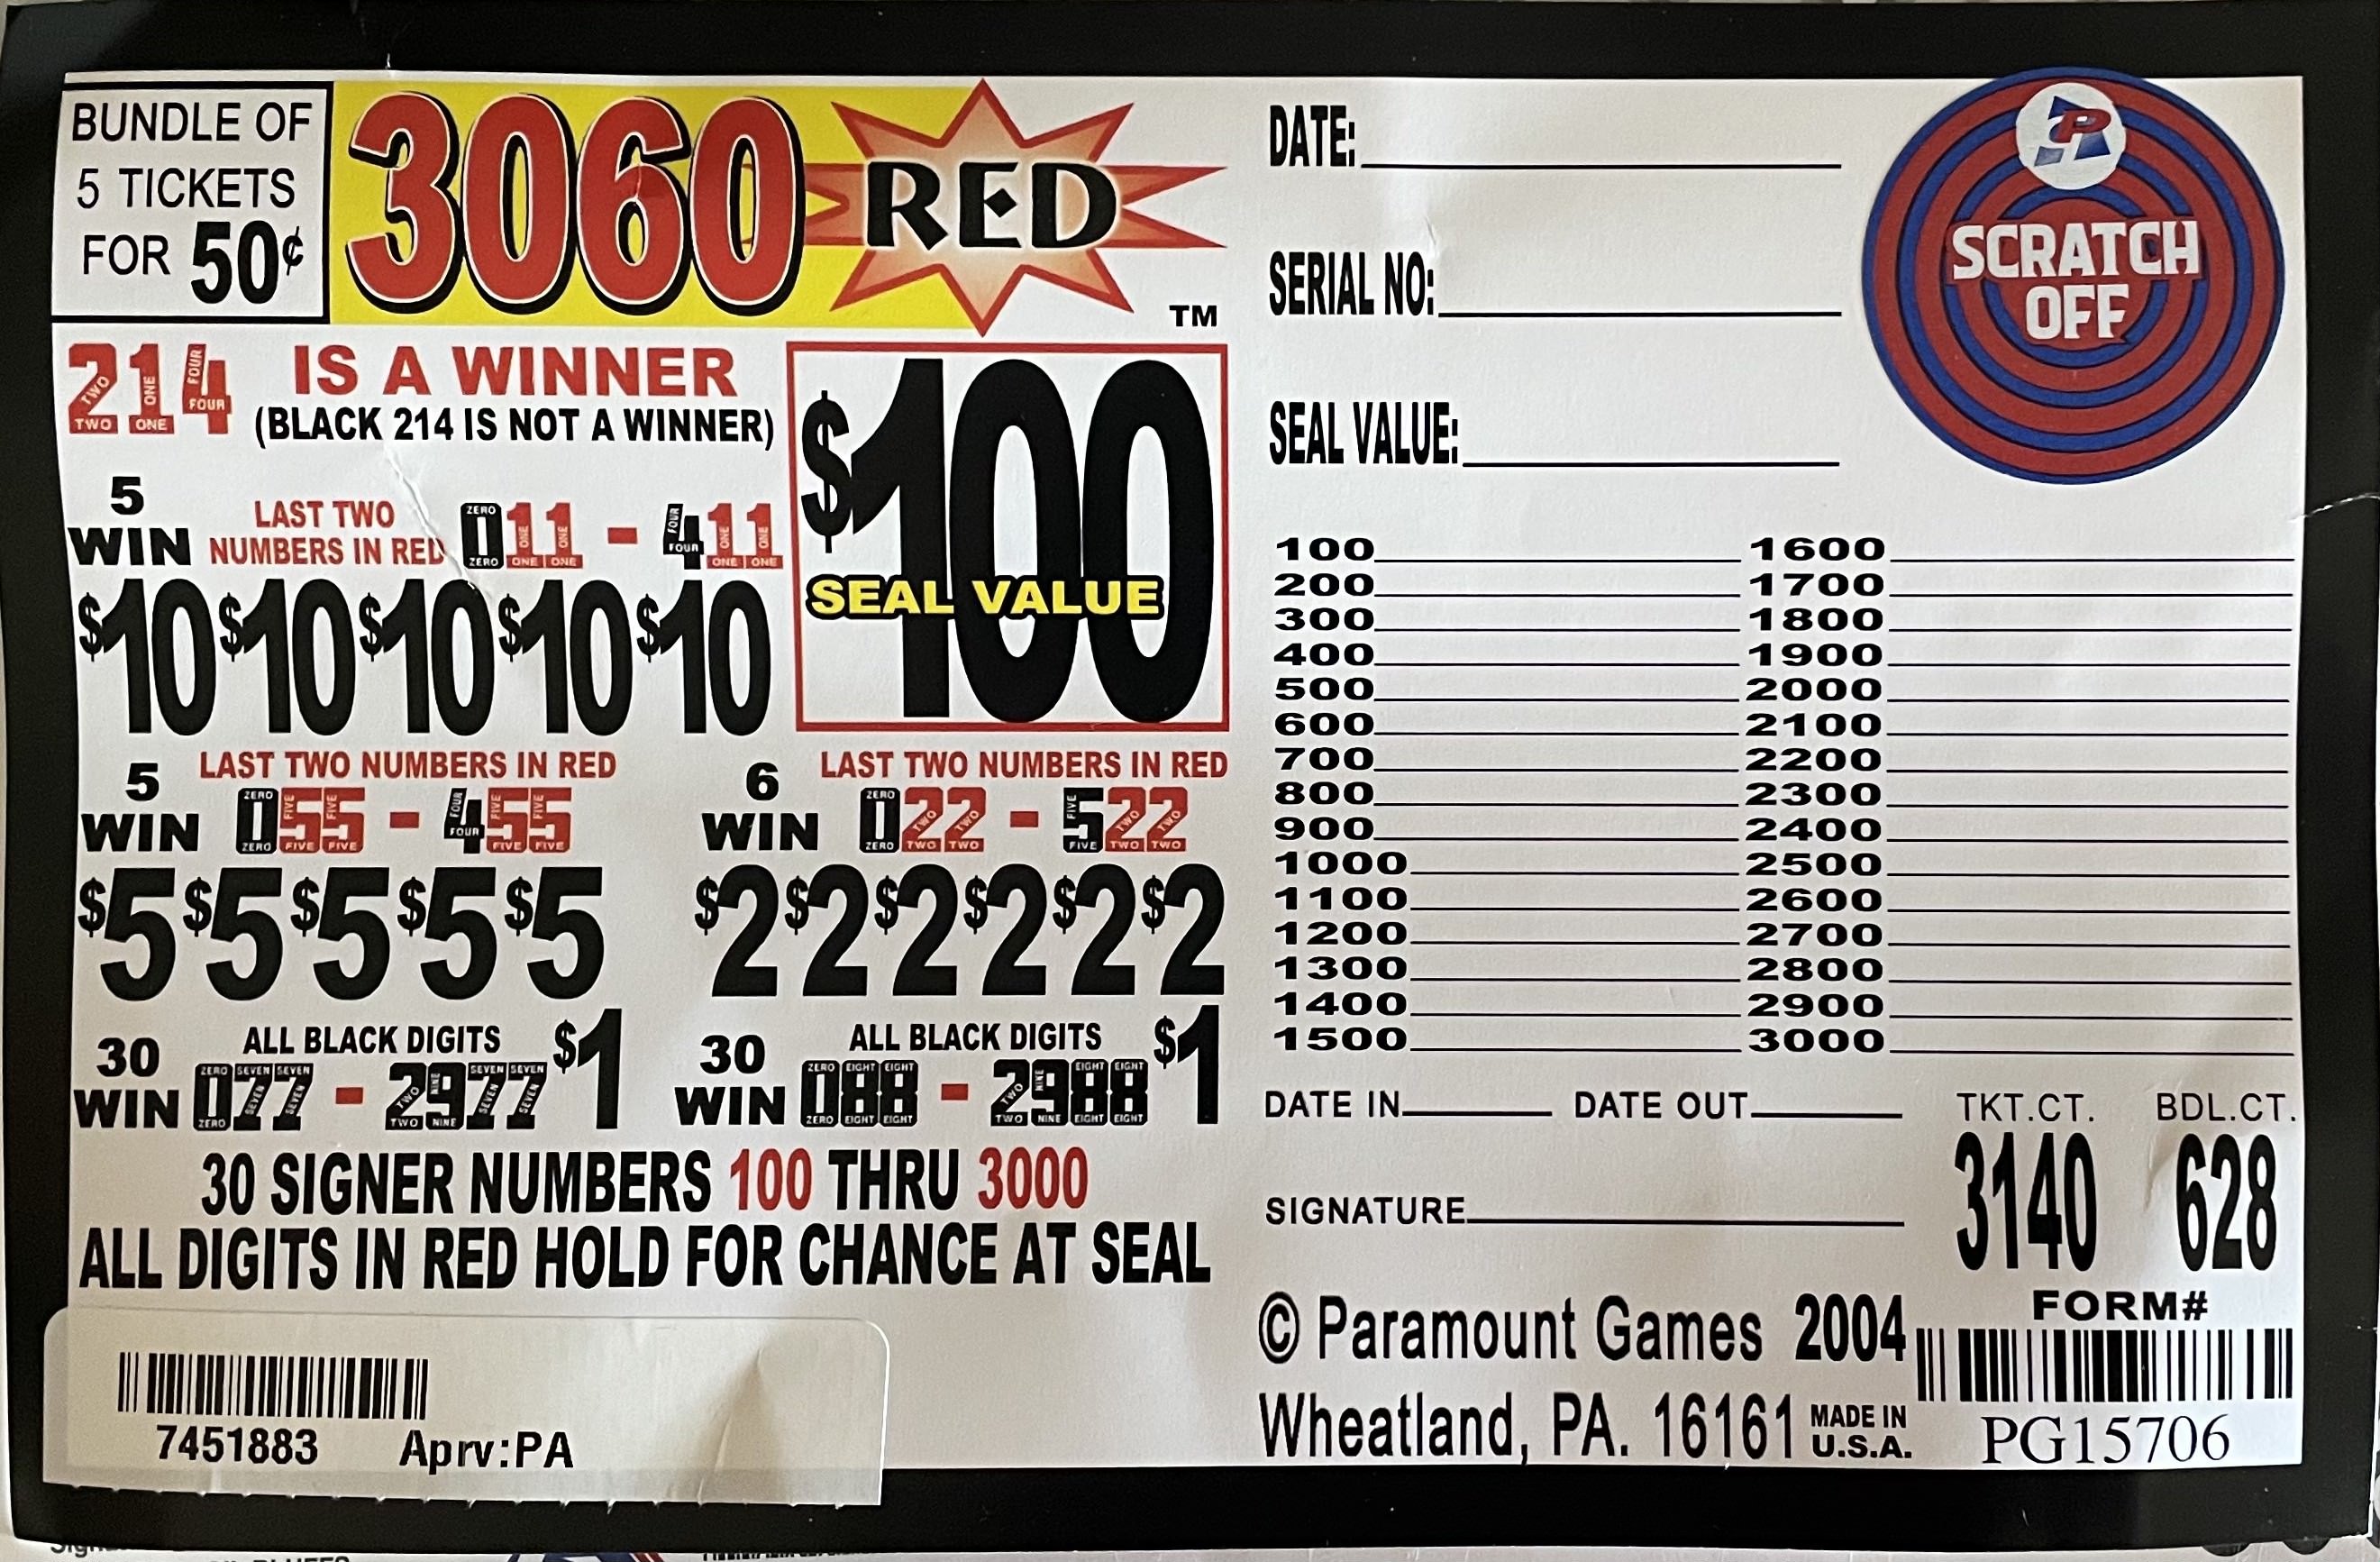 BUNDLE OF
5 TICKETS
FOR 50¢
3060 RED
TM
214 IS A WINNER
(BLACK 214 IS NOT A WINNER)
5
WIN
LAST TWO
NUMBERS IN RED
011 - 411
$10 $10 $10 $10 $10
$100
SEAL VALUE
5
WIN
LAST TWO NUMBERS IN RED
055 - 455
$5 $5 $5 $5 $5
6
WIN
LAST TWO NUMBERS IN RED
022 - 522
$2 $2 $2 $2 $2 $2
30
WIN
ALL BLACK DIGITS
077 - 2977
$1
30
WIN
ALL BLACK DIGITS
088 - 2988
$1
30 SIGNER NUMBERS 100 THRU 3000
ALL DIGITS IN RED HOLD FOR CHANCE AT SEAL
7451883 Aprv:PA
DATE:
SERIAL NO:
SEAL VALUE:
P
SCRATCH
OFF
100 1600
200 1700
300 1800
400 1900
500 2000
600 2100
700 2200
800 2300
900 2400
1000 2500
1100 2600
1200 2700
1300 2800
1400 2900
1500 3000
DATE IN DATE OUT
SIGNATURE
TKT.CT. BDL.CT.
3140 628
© Paramount Games 2004
Wheatland, PA. 16161
MADE IN
U.S.A.
FORM#
PG15706